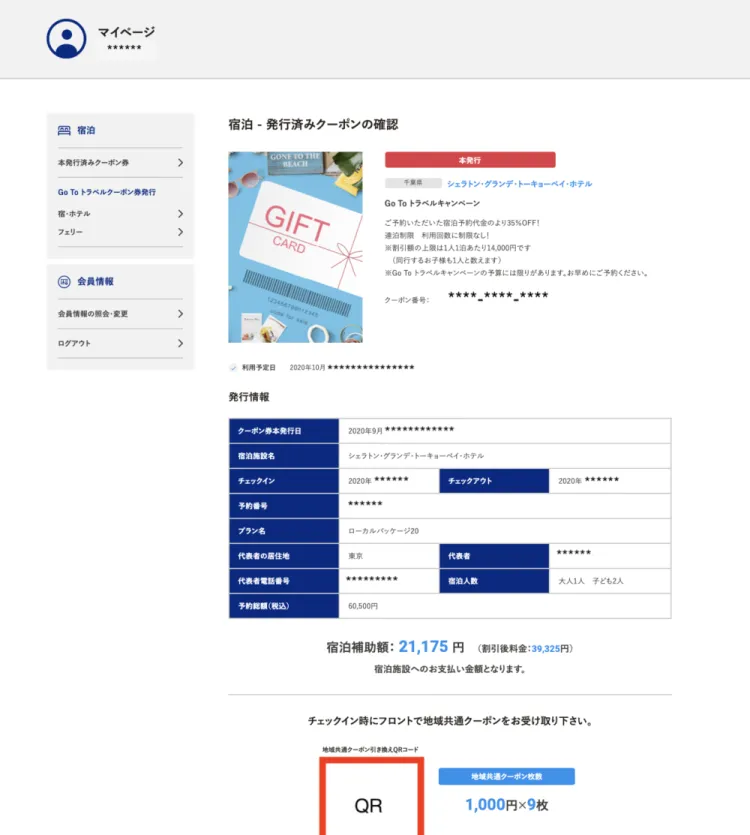 マイページ
******
宿泊
本発行済みクーポン券
Go To トラベルクーポン券発行
宿・ホテル
フェリー
会員情報
会員情報の照会・変更
ログアウト
宿泊 - 発行済みクーポンの確認
GONE TO THE
BEACH
GIFT
CARD
本発行
千葉県 シェラトン・グランデ・トーキョーベイ・ホテル
Go To トラベルキャンペーン
ご予約いただいた宿泊予約代金のより35%OFF!
連泊制限 利用回数に制限なし!
※割引額の上限は1人1泊あたり14,000円です
(同行するお子様も1人と数えます)
※Go To トラベルキャンペーンの予算には限りがあります。お早めにご予約ください。
クーポン番号: ****_****_****
利用予定日 2020年10月***************
発行情報
クーポン券本発行日 2020年9月************
宿泊施設名 シェラトン・グランデ・トーキョーベイ・ホテル
チェックイン 2020年 ****** チェックアウト 2020年 ******
予約番号 ******
プラン名 ローカルパッケージ20
代表者の居住地 東京 代表者 ******
代表者電話番号 ********* 宿泊人数 大人1人 子ども2人
予約総額(税込) 60,500円
宿泊補助額: 21,175 円 (割引後料金:39,325円)
宿泊施設へのお支払い金額となります。
チェックイン時にフロントで地域共通クーポンをお受け取り下さい。
地域共通クーポン引き換えQRコード
QR
地域共通クーポン枚数
1,000円×9枚